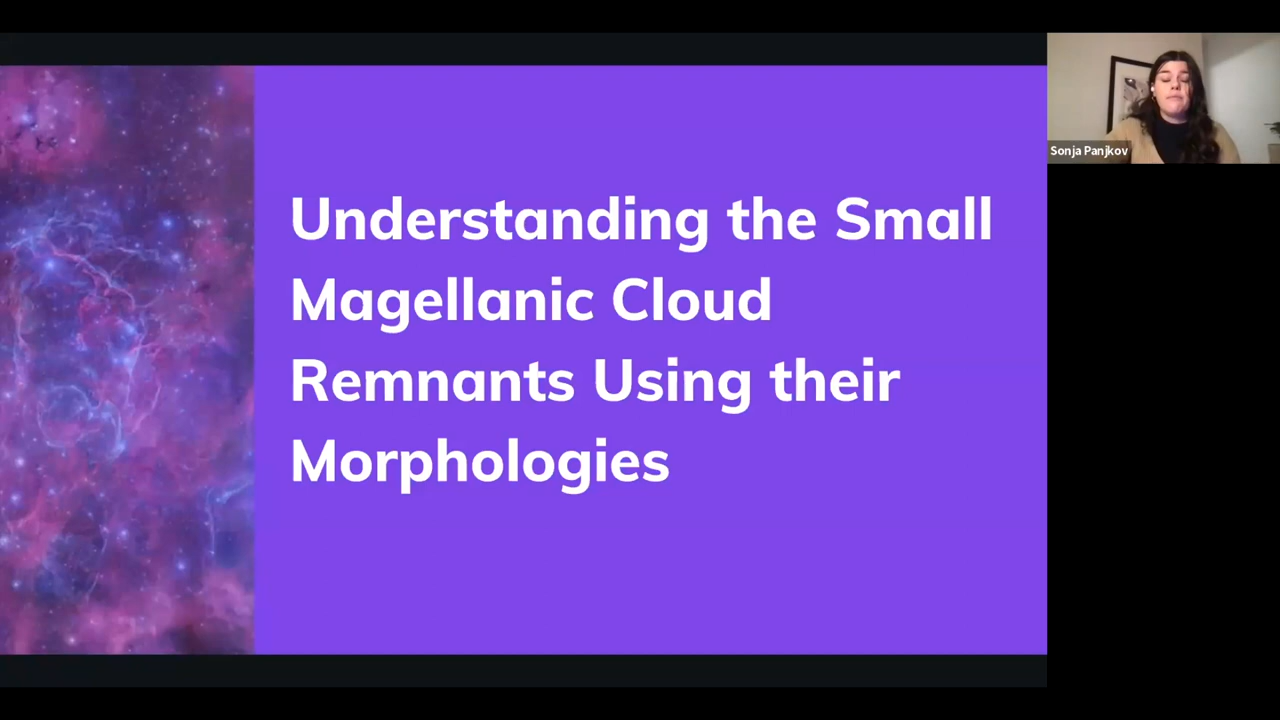 Understanding the Small
Magellanic Cloud
Remnants Using their
Morphologies
Sonja Panjkov